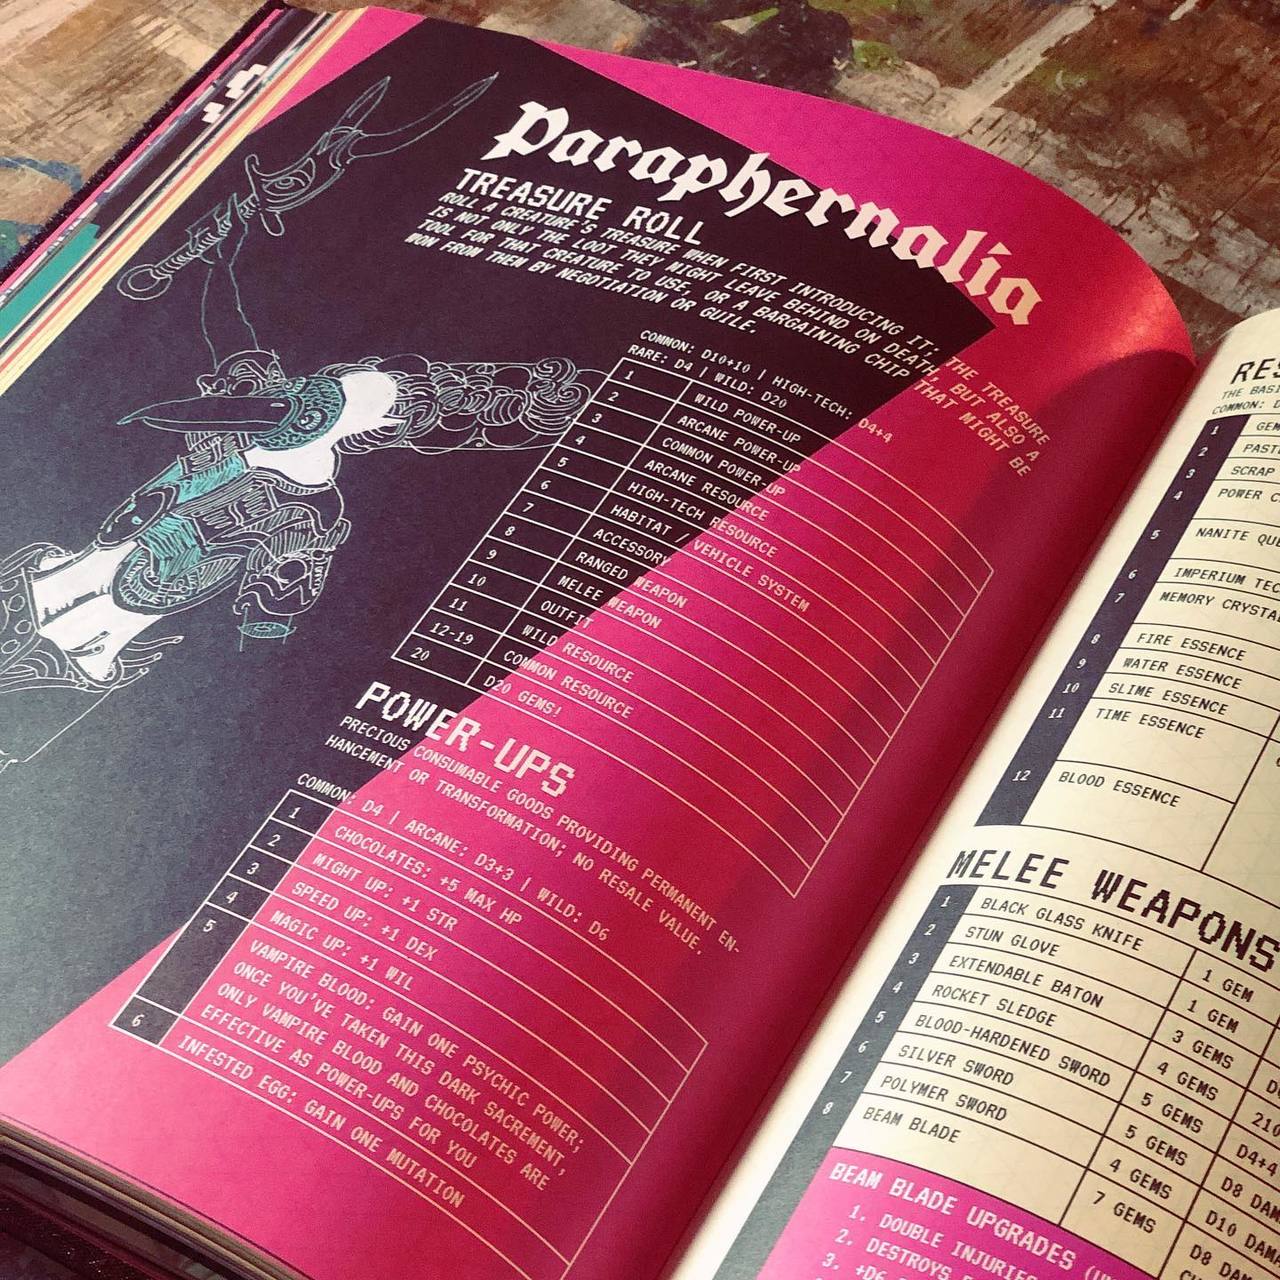 Paraphernalia
TREASURE ROLL
ROLL A CREATURE'S TREASURE WHEN FIRST INTRODUCING IT; THE TREASURE
IS NOT ONLY THE LOOT THEY MIGHT LEAVE BEHIND ON DEATH, BUT ALSO A
TOOL FOR THAT CREATURE TO USE, OR A BARGAINING CHIP THAT MIGHT BE
WON FROM THEM BY NEGOTIATION OR GUILE.
COMMON: D10+10 | HIGH-TECH: D4+4
RARE: D4 | WILD: D20
1 WILD POWER-UP
2 ARCANE POWER-UP
3 COMMON POWER-UP
4 ARCANE RESOURCE
5 HIGH-TECH RESOURCE
6 HABITAT / VEHICLE SYSTEM
7 ACCESSORY
8 RANGED WEAPON
9 MELEE WEAPON
10 OUTFIT
11 WILD RESOURCE
12-19 COMMON RESOURCE
20 D20 GEMS!
POWER-UPS
PRECIOUS CONSUMABLE GOODS PROVIDING PERMANENT EN-
HANCEMENT OR TRANSFORMATION; NO RESALE VALUE.
COMMON: D4 | ARCANE: D3+3 | WILD: D6
1 CHOCOLATES: +5 MAX HP
2 MIGHT UP: +1 STR
3 SPEED UP: +1 DEX
4 MAGIC UP: +1 WIL
5 VAMPIRE BLOOD: GAIN ONE PSYCHIC POWER;
ONCE YOU'VE TAKEN THIS DARK SACREMENT,
ONLY VAMPIRE BLOOD AND CHOCOLATES ARE
EFFECTIVE AS POWER-UPS FOR YOU
6 INFESTED EGG: GAIN ONE MUTATION
THE
COMMON:
1
2
3 SCRAP
4 POWER
5 NANITE
6 IMPERIUM
7 MEMORY
8 FIRE ESSENCE
9 WATER ESSENCE
10 SLIME ESSENCE
11 TIME ESSENCE
12 BLOOD ESSENCE
MELEE WEAPONS
1 BLACK GLASS KNIFE 1 GEM
2 STUN GLOVE 1 GEM
3 EXTENDABLE BATON 3 GEMS
4 ROCKET SLEDGE 4 GEMS
5 BLOOD-HARDENED SWORD 5 GEMS D4+4
6 SILVER SWORD 5 GEMS D8
7 POLYMER SWORD 4 GEMS D10
8 BEAM BLADE 7 GEMS D8
BEAM BLADE UPGRADES
1. DOUBLE
2. DESTROYS
3. +D6